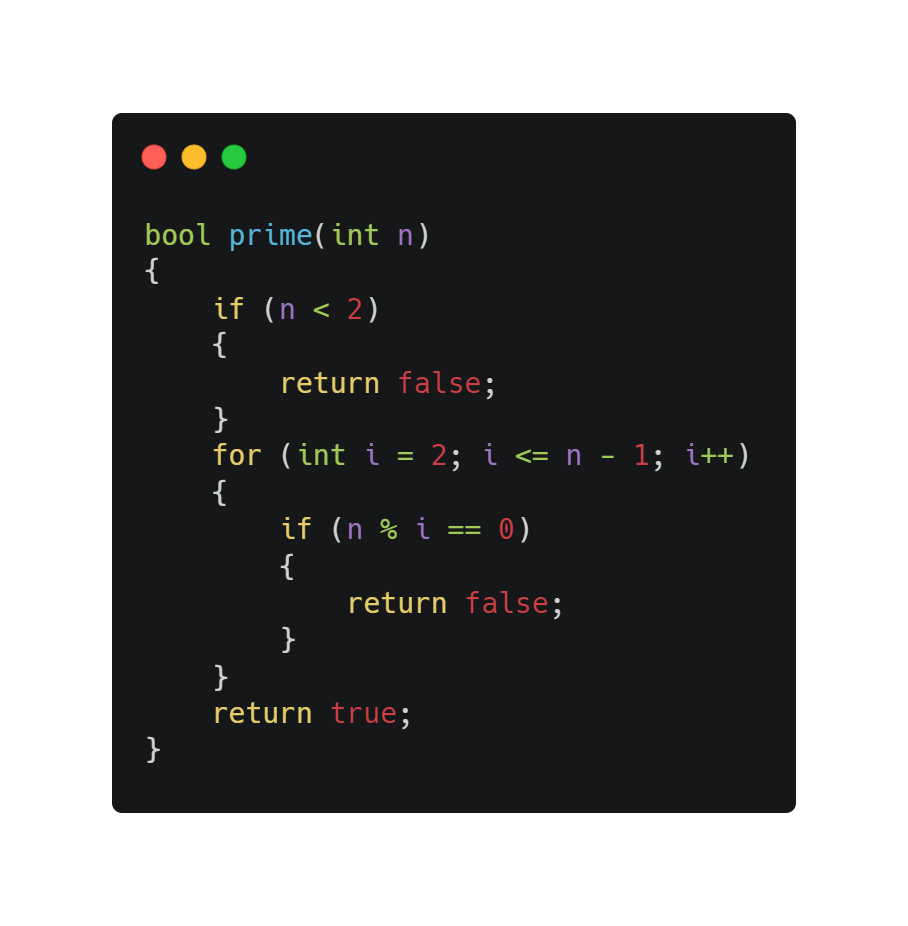 bool prime(int n)
{
    if (n < 2)
    {
        return false;
    }
    for (int i = 2; i <= n - 1; i++)
    {
        if (n % i == 0)
        {
            return false;
        }
    }
    return true;
}